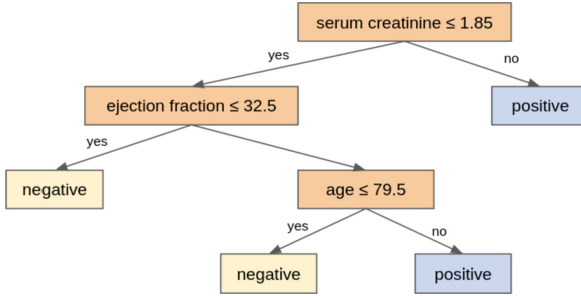 serum creatinine ≤ 1.85
yes
no
ejection fraction ≤ 32.5
positive
yes
negative
age ≤ 79.5
yes
no
negative
positive